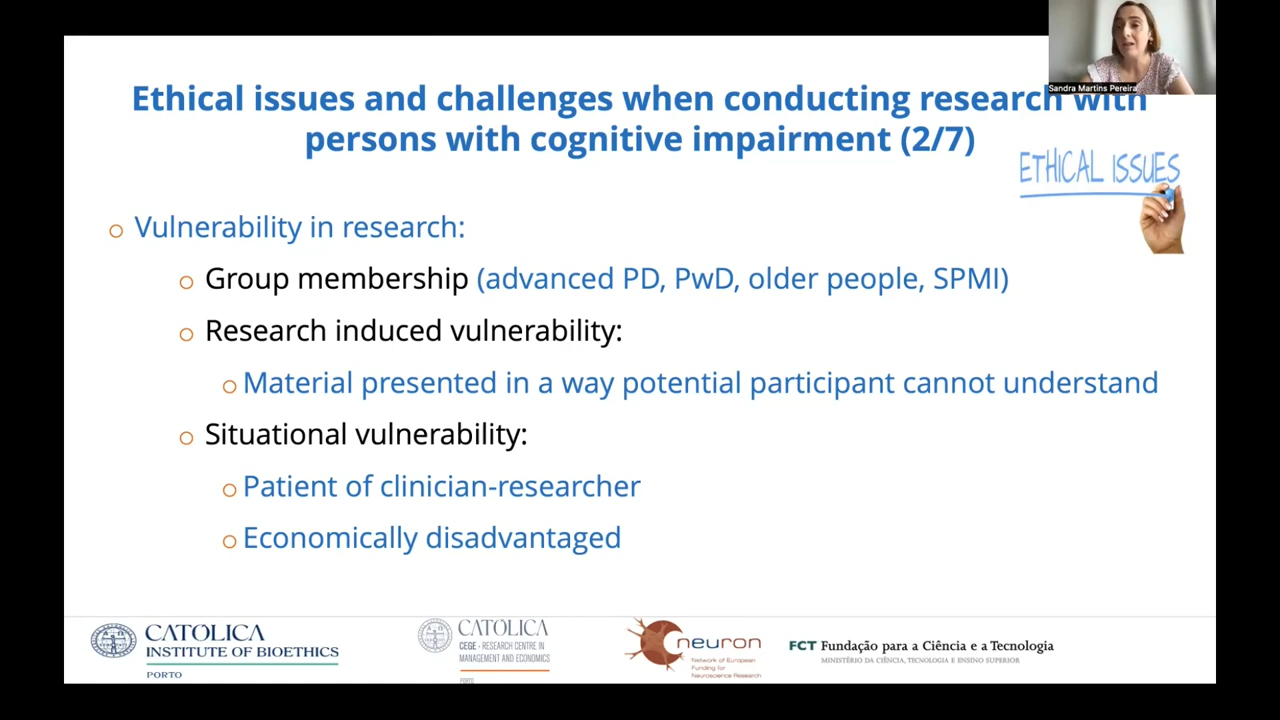 Sandra Martins Pereira
Ethical issues and challenges when conducting research with
persons with cognitive impairment (2/7)
ETHICAL ISSUES
o Vulnerability in research:
o Group membership (advanced PD, PwD, older people, SPMI)
o Research induced vulnerability:
o Material presented in a way potential participant cannot understand
o Situational vulnerability:
o Patient of clinician-researcher
o Economically disadvantaged
CATOLICA
INSTITUTE OF BIOETHICS
PORTO
CATOLICA
CEGE - RESEARCH CENTRE IN
MANAGEMENT AND ECONOMICS
PORTO
neuron
Network of European
Funding for
Neuroscience Research
FCT Fundação para a Ciência e a Tecnologia
MINISTÉRIO DA CIÊNCIA, TECNOLOGIA E ENSINO SUPERIOR